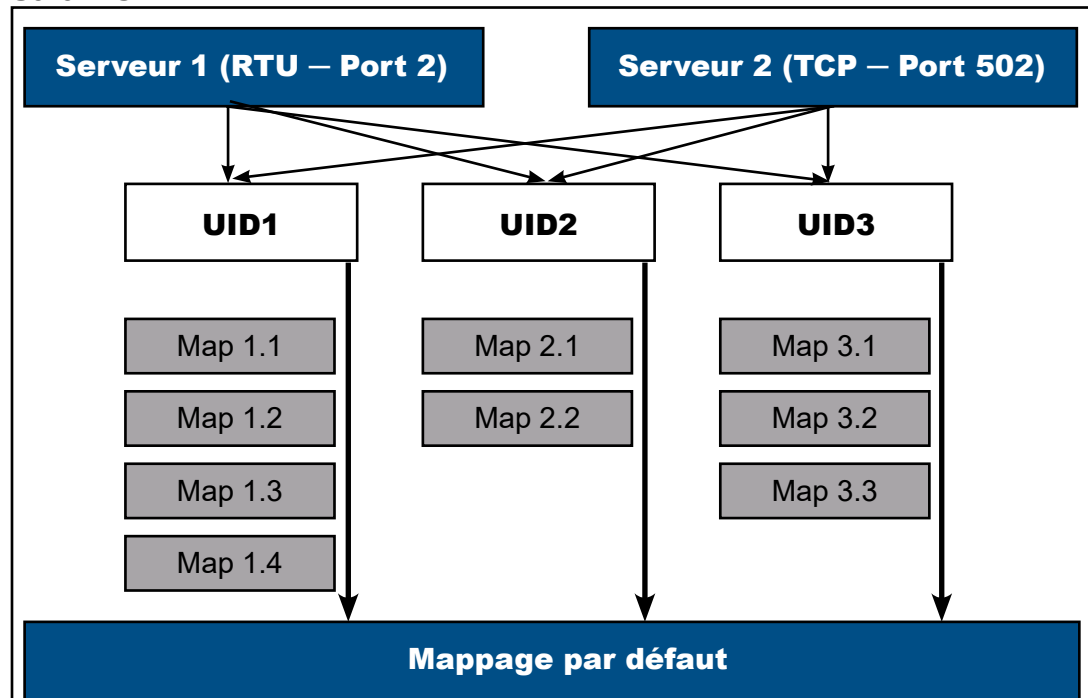 Serveur 1 (RTU — Port 2)
Serveur 2 (TCP — Port 502)
UID1
UID2
UID3
Map 1.1
Map 2.1
Map 3.1
Map 1.2
Map 2.2
Map 3.2
Map 1.3
Map 3.3
Map 1.4
Mappage par défaut